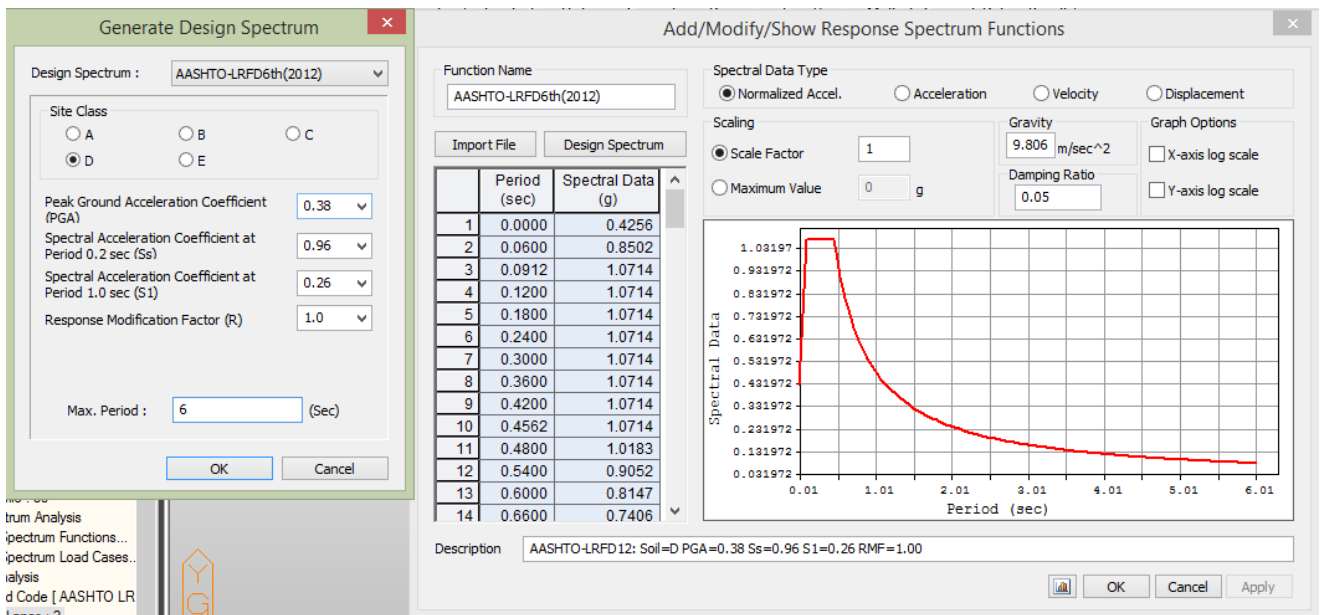 Generate Design Spectrum
Design Spectrum :
AASHTO-LRFD6th(2012)
Site Class
A
B
C
D
E
Peak Ground Acceleration Coefficient
(PGA)
0.38
Spectral Acceleration Coefficient at
Period 0.2 sec (Ss)
0.96
Spectral Acceleration Coefficient at
Period 1.0 sec (S1)
0.26
Response Modification Factor (R)
1.0
Max. Period :
6
(Sec)
OK
Cancel
trum Analysis
Spectrum Functions...
Spectrum Load Cases..
nalysis
d Code [ AASHTO LR
Y
G
Add/Modify/Show Response Spectrum Functions
Function Name
AASHTO-LRFD6th(2012)
Import File
Design Spectrum
Spectral Data Type
Normalized Accel.
Acceleration
Velocity
Displacement
Scaling
Scale Factor
1
Maximum Value
0
g
Gravity
9.806
m/sec^2
Damping Ratio
0.05
Graph Options
X-axis log scale
Y-axis log scale
Period (sec) Spectral Data (g)
1 0.0000 0.4256
2 0.0600 0.8502
3 0.0912 1.0714
4 0.1200 1.0714
5 0.1800 1.0714
6 0.2400 1.0714
7 0.3000 1.0714
8 0.3600 1.0714
9 0.4200 1.0714
10 0.4562 1.0714
11 0.4800 1.0183
12 0.5400 0.9052
13 0.6000 0.8147
14 0.6600 0.7406
Spectral Data
1.03197
0.931972
0.831972
0.731972
0.631972
0.531972
0.431972
0.331972
0.231972
0.131972
0.031972
0.01 1.01 2.01 3.01 4.01 5.01 6.01
Period (sec)
Description
AASHTO-LRFD12: Soil=D PGA=0.38 Ss=0.96 S1=0.26 RMF=1.00
OK
Cancel
Apply